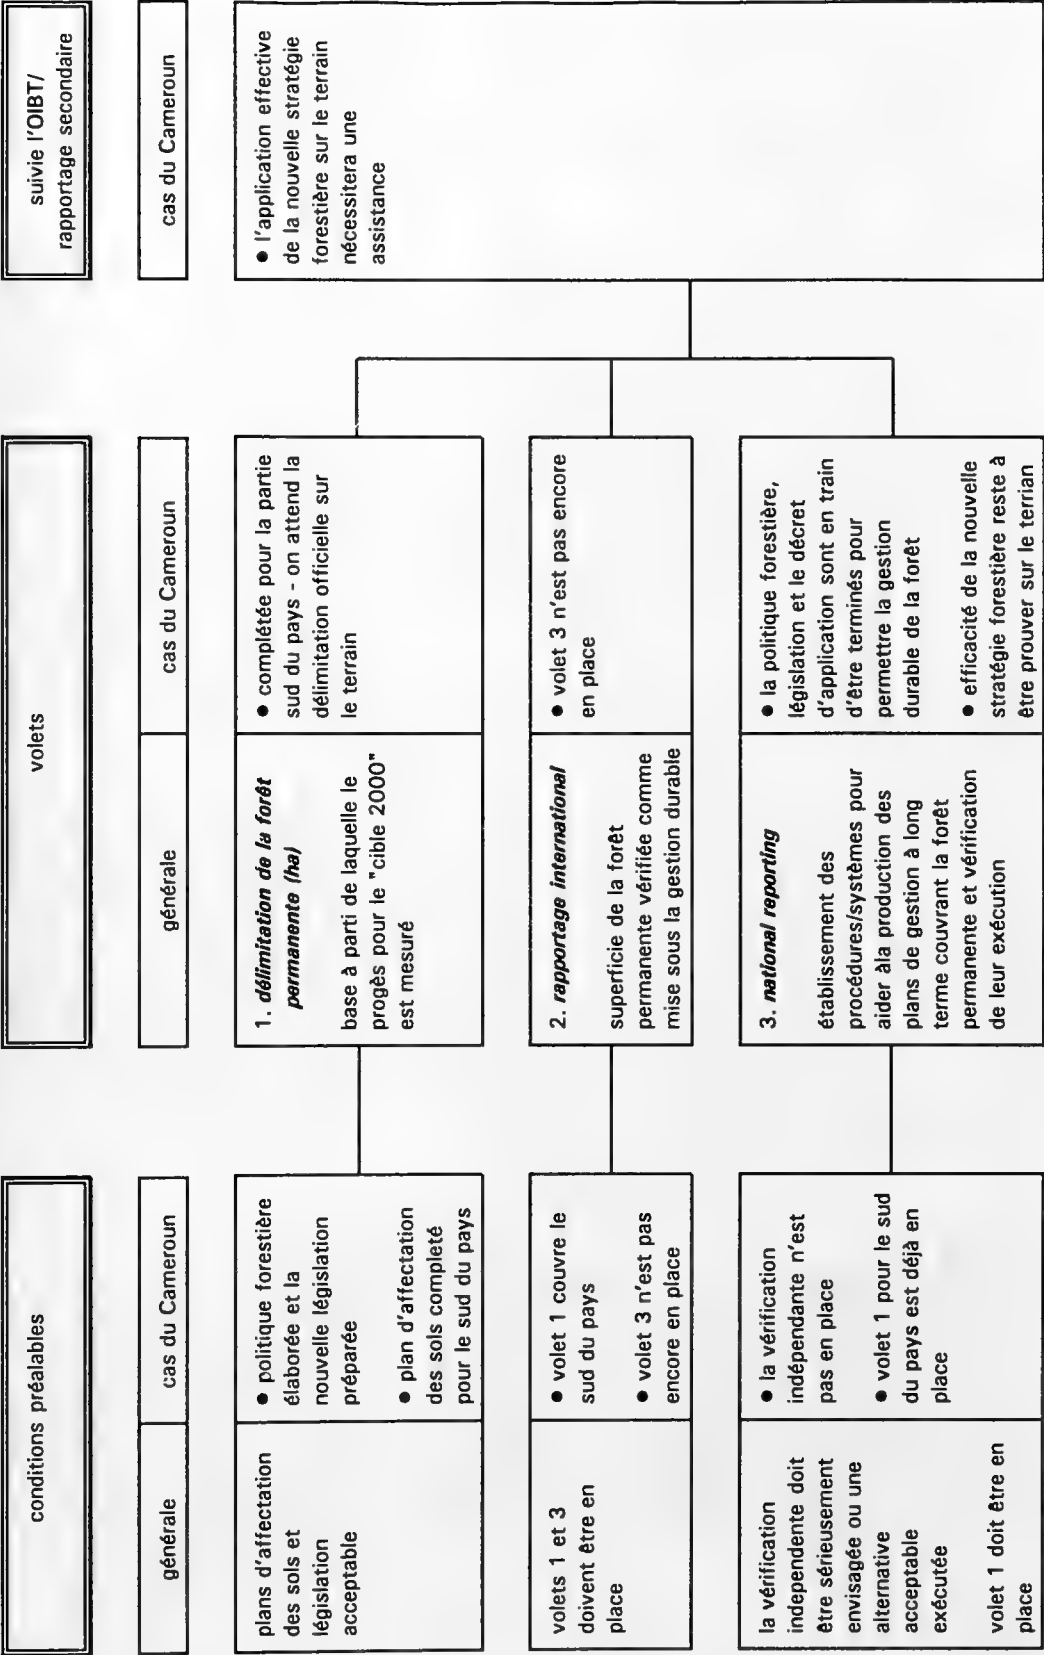 conditions préalables
volets
suivie l'OIBT/
rapportage secondaire
générale
cas du Cameroun
générale
cas du Cameroun
cas du Cameroun
plans d'affectation
des sols et
législation
acceptable
• politique forestière
élaborée et la
nouvelle législation
préparée
• plan d'affectation
des sols completé
pour le sud du pays
1. délimitation de la forêt
permanente (ha)
base à parti de laquelle le
progès pour le "cible 2000"
est mesuré
• complétée pour la partie
sud du pays - on attend la
délimitation officielle sur
le terrain
• l'application effective
de la nouvelle stratégie
forestière sur le terrain
nécessitera une
assistance
volets 1 et 3
doivent être en
place
• volet 1 couvre le
sud du pays
• volet 3 n'est pas
encore en place
2. rapportage international
superficie de la forêt
permanente vérifiée comme
mise sous la gestion durable
• volet 3 n'est pas encore
en place
la vérification
independente doit
être sérieusement
envisagée ou une
alternative
acceptable
exécutée
volet 1 doit être en
place
• la vérification
indépendante n'est
pas en place
• volet 1 pour le sud
du pays est déjà en
place
3. national reporting
établissement des
procédures/systèmes pour
aider àla production des
plans de gestion à long
terme couvrant la forêt
permanente et vérification
de leur exécution
• la politique forestière,
législation et le décret
d'application sont en train
d'être terminés pour
permettre la gestion
durable de la forêt
• efficacité de la nouvelle
stratégie forestière reste à
être prouver sur le terrian